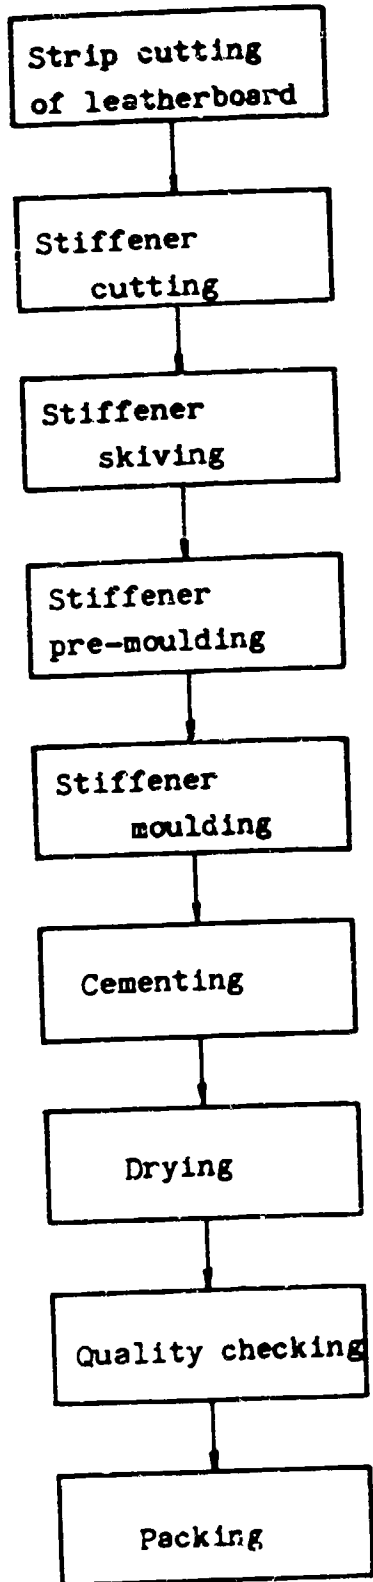 Strip cutting
of leatherboard
Stiffener
cutting
Stiffener
skiving
Stiffener
pre-moulding
Stiffener
moulding
Cementing
Drying
Quality checking
Packing